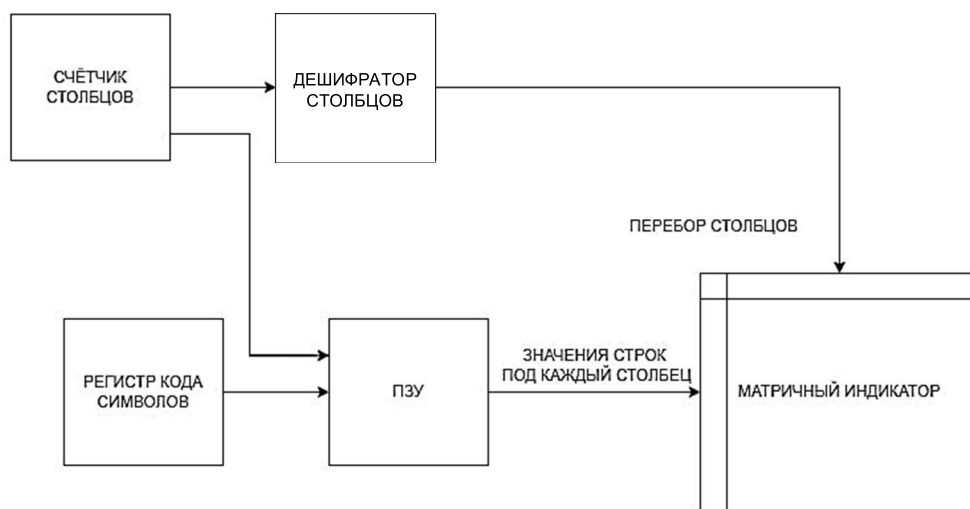 СЧЁТЧИК
СТОЛБЦОВ
ДЕШИФРАТОР
СТОЛБЦОВ
ПЕРЕБОР СТОЛБЦОВ
РЕГИСТР КОДА
СИМВОЛОВ
ПЗУ
ЗНАЧЕНИЯ СТРОК
ПОД КАЖДЫЙ СТОЛБЕЦ
МАТРИЧНЫЙ ИНДИКАТОР